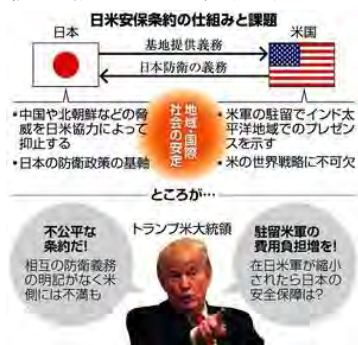 日米安保条約の仕組みと課題
日本
米国
基地提供義務
日本防衛の義務
・中国や北朝鮮などの脅
威を日米協力によって
抑止する
・日本の防衛政策の基軸
地域・国際
社会の安定
・米軍の駐留でインド太
平洋地域でのプレゼン
スを示す
・米の世界戦略に不可欠
ところが…
不公平な
条約だ!
相互の防衛義務
の明記がなく米
側には不満も
トランプ米大統領
駐留米軍の
費用負担増を!
在日米軍が縮小
されたら日本の
安全保障は?